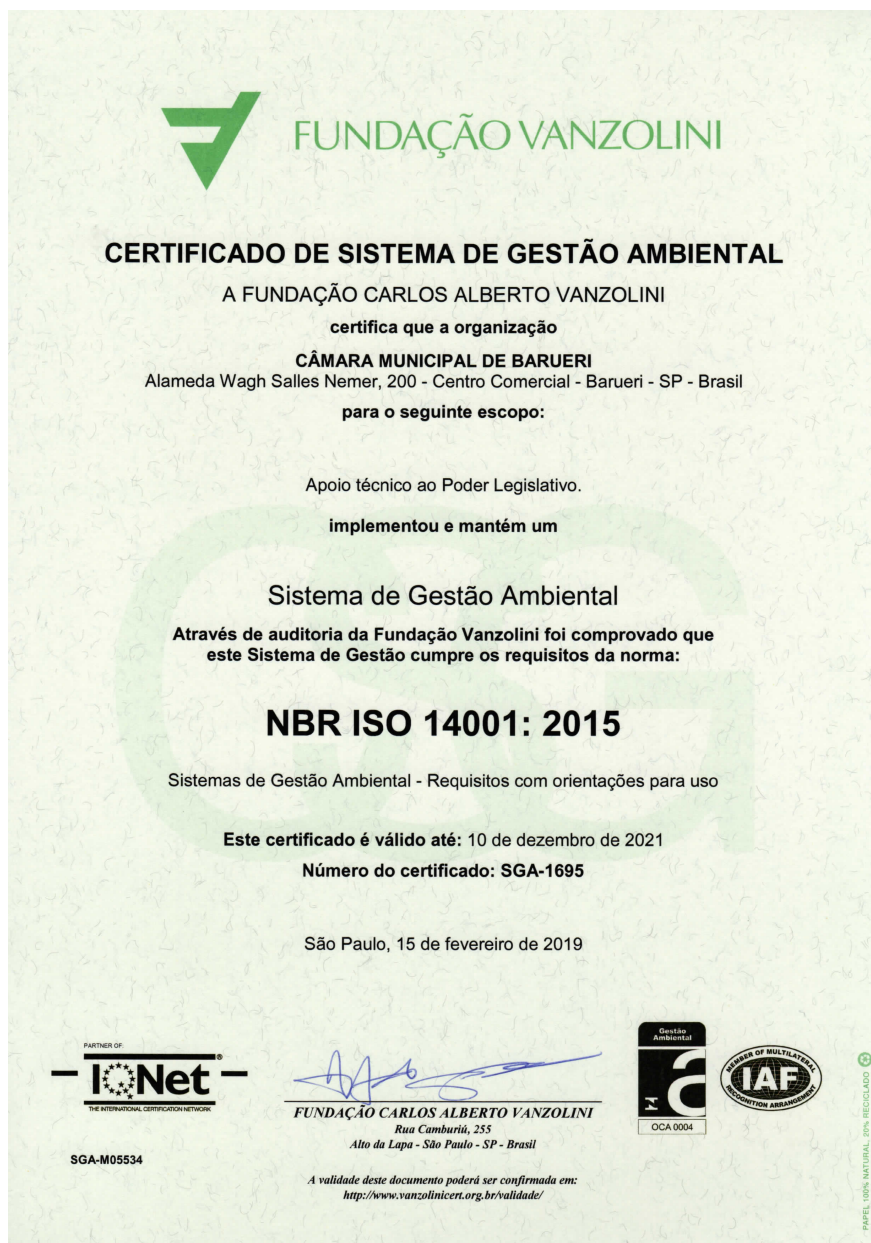 FUNDAÇÃO VANZOLINI
CERTIFICADO DE SISTEMA DE GESTÃO AMBIENTAL
A FUNDAÇÃO CARLOS ALBERTO VANZOLINI
certifica que a organização
CÂMARA MUNICIPAL DE BARUERI
Alameda Wagh Salles Nemer, 200 - Centro Comercial - Barueri - SP - Brasil
para o seguinte escopo:
Apoio técnico ao Poder Legislativo.
implementou e mantém um
Sistema de Gestão Ambiental
Através de auditoria da Fundação Vanzolini foi comprovado que
este Sistema de Gestão cumpre os requisitos da norma:
NBR ISO 14001: 2015
Sistemas de Gestão Ambiental - Requisitos com orientações para uso
Este certificado é válido até: 10 de dezembro de 2021
Número do certificado: SGA-1695
São Paulo, 15 de fevereiro de 2019
PARTNER OF:
IQNet ®
THE INTERNATIONAL CERTIFICATION NETWORK
SGA-M05534
FUNDAÇÃO CARLOS ALBERTO VANZOLINI
Rua Camburiú, 255
Alto da Lapa - São Paulo - SP - Brasil
A validade deste documento poderá ser confirmada em:
http://www.vanzolinicert.org.br/validade/
Gestão
Ambiental
OCA 0004
MEMBER OF MULTILATERAL
IAF
RECOGNITION ARRANGEMENT
PAPEL 100% NATURAL, 20% RECICLADO
CSG